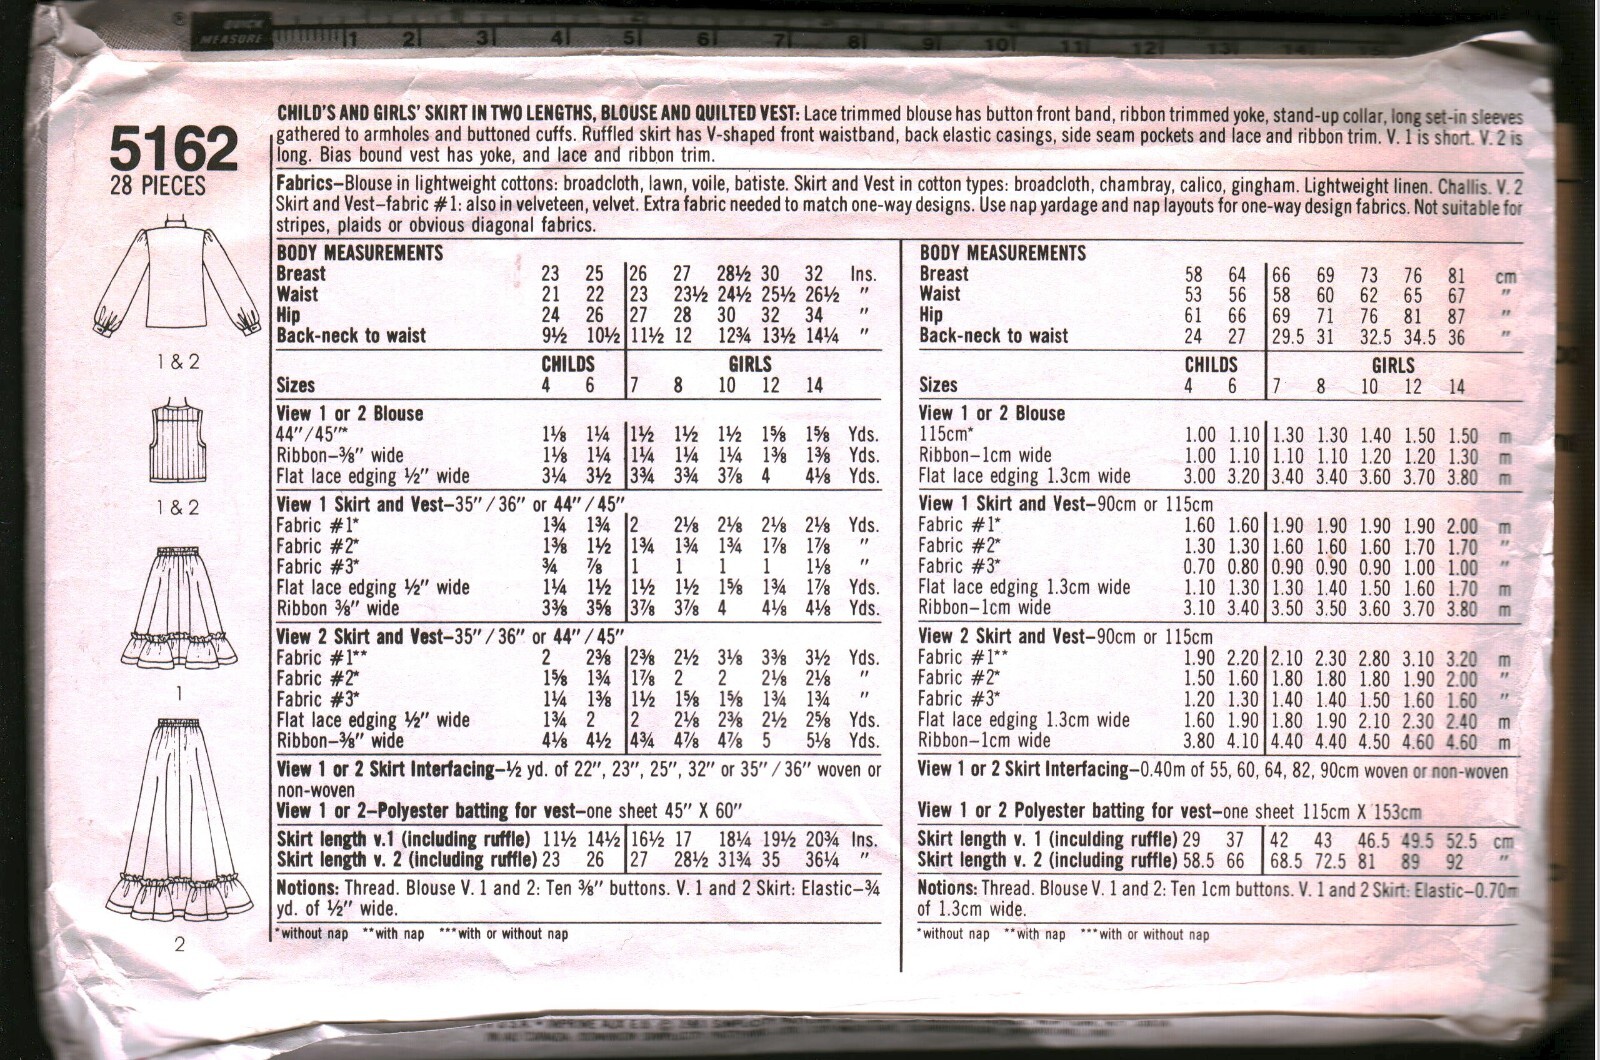 QUICK
MEASURE
1 2 3 4 5 6 7 8 9 10 11 12 13 14
5162
28 PIECES
1 & 2
1 & 2
1
2
CHILD'S AND GIRLS' SKIRT IN TWO LENGTHS, BLOUSE AND QUILTED VEST: Lace trimmed blouse has button front band, ribbon trimmed yoke, stand-up collar, long set-in sleeves
gathered to armholes and buttoned cuffs. Ruffled skirt has V-shaped front waistband, back elastic casings, side seam pockets and lace and ribbon trim. V. 1 is short. V. 2 is
long. Bias bound vest has yoke, and lace and ribbon trim.
Fabrics–Blouse in lightweight cottons: broadcloth, lawn, voile, batiste. Skirt and Vest in cotton types: broadcloth, chambray, calico, gingham. Lightweight linen. Challis. V. 2
Skirt and Vest–fabric #1: also in velveteen, velvet. Extra fabric needed to match one-way designs. Use nap yardage and nap layouts for one-way design fabrics. Not suitable for
stripes, plaids or obvious diagonal fabrics.
BODY MEASUREMENTS
Breast 23 25 26 27 28½ 30 32 Ins.
Waist 21 22 23 23½ 24½ 25½ 26½ "
Hip 24 26 27 28 30 32 34 "
Back-neck to waist 9½ 10½ 11½ 12 12¾ 13½ 14¼ "
CHILDS GIRLS
Sizes 4 6 7 8 10 12 14
View 1 or 2 Blouse
44"/45"* 1⅛ 1¼ 1½ 1½ 1½ 1⅝ 1⅝ Yds.
Ribbon–⅜" wide 1⅛ 1¼ 1¼ 1¼ 1¼ 1⅜ 1⅜ Yds.
Flat lace edging ½" wide 3¼ 3½ 3¾ 3¾ 3⅞ 4 4⅛ Yds.
View 1 Skirt and Vest–35"/36" or 44"/45"
Fabric #1* 1¾ 1¾ 2 2⅛ 2⅛ 2⅛ 2⅛ Yds.
Fabric #2* 1⅜ 1½ 1¾ 1¾ 1¾ 1⅞ 1⅞ "
Fabric #3* ¾ ⅞ 1 1 1 1 1⅛ "
Flat lace edging ½" wide 1¼ 1½ 1½ 1½ 1⅝ 1¾ 1⅞ Yds.
Ribbon ⅜" wide 3⅜ 3⅝ 3⅞ 3⅞ 4 4⅛ 4⅛ Yds.
View 2 Skirt and Vest–35"/36" or 44"/45"
Fabric #1** 2 2⅜ 2⅜ 2½ 3⅛ 3⅜ 3½ Yds.
Fabric #2* 1⅝ 1¾ 1⅞ 2 2 2⅛ 2⅛ "
Fabric #3* 1¼ 1⅜ 1½ 1⅝ 1⅝ 1¾ 1¾ "
Flat lace edging ½" wide 1¾ 2 2 2⅛ 2⅜ 2½ 2⅝ Yds.
Ribbon–⅜" wide 4⅛ 4½ 4¾ 4⅞ 4⅞ 5 5⅛ Yds.
View 1 or 2 Skirt Interfacing–½ yd. of 22", 23", 25", 32" or 35"/36" woven or
non-woven
View 1 or 2–Polyester batting for vest–one sheet 45" X 60"
Skirt length v.1 (including ruffle) 11½ 14½ 16½ 17 18¼ 19½ 20¾ Ins.
Skirt length v. 2 (including ruffle) 23 26 27 28½ 31¾ 35 36¼ "
Notions: Thread. Blouse V. 1 and 2: Ten ⅜" buttons. V. 1 and 2 Skirt: Elastic–¾
yd. of ½" wide.
*without nap **with nap ***with or without nap
BODY MEASUREMENTS
Breast 58 64 66 69 73 76 81 cm
Waist 53 56 58 60 62 65 67 "
Hip 61 66 69 71 76 81 87 "
Back-neck to waist 24 27 29.5 31 32.5 34.5 36 "
CHILDS GIRLS
Sizes 4 6 7 8 10 12 14
View 1 or 2 Blouse
115cm* 1.00 1.10 1.30 1.30 1.40 1.50 1.50 m
Ribbon–1cm wide 1.00 1.10 1.10 1.10 1.20 1.20 1.30 m
Flat lace edging 1.3cm wide 3.00 3.20 3.40 3.40 3.60 3.70 3.80 m
View 1 Skirt and Vest–90cm or 115cm
Fabric #1* 1.60 1.60 1.90 1.90 1.90 1.90 2.00 m
Fabric #2* 1.30 1.30 1.60 1.60 1.60 1.70 1.70 "
Fabric #3* 0.70 0.80 0.90 0.90 0.90 1.00 1.00 "
Flat lace edging 1.3cm wide 1.10 1.30 1.30 1.40 1.50 1.60 1.70 m
Ribbon–1cm wide 3.10 3.40 3.50 3.50 3.60 3.70 3.80 m
View 2 Skirt and Vest–90cm or 115cm
Fabric #1** 1.90 2.20 2.10 2.30 2.80 3.10 3.20 m
Fabric #2* 1.50 1.60 1.80 1.80 1.80 1.90 2.00 "
Fabric #3* 1.20 1.30 1.40 1.40 1.50 1.60 1.60 "
Flat lace edging 1.3cm wide 1.60 1.90 1.80 1.90 2.10 2.30 2.40 m
Ribbon–1cm wide 3.80 4.10 4.40 4.40 4.50 4.60 4.60 m
View 1 or 2 Skirt Interfacing–0.40m of 55, 60, 64, 82, 90cm woven or non-woven
View 1 or 2 Polyester batting for vest–one sheet 115cm X 153cm
Skirt length v. 1 (inculding ruffle) 29 37 42 43 46.5 49.5 52.5 cm
Skirt length v. 2 (including ruffle) 58.5 66 68.5 72.5 81 89 92 "
Notions: Thread. Blouse V. 1 and 2: Ten 1cm buttons. V. 1 and 2 Skirt: Elastic–0.70m
of 1.3cm wide.
*without nap **with nap ***with or without nap